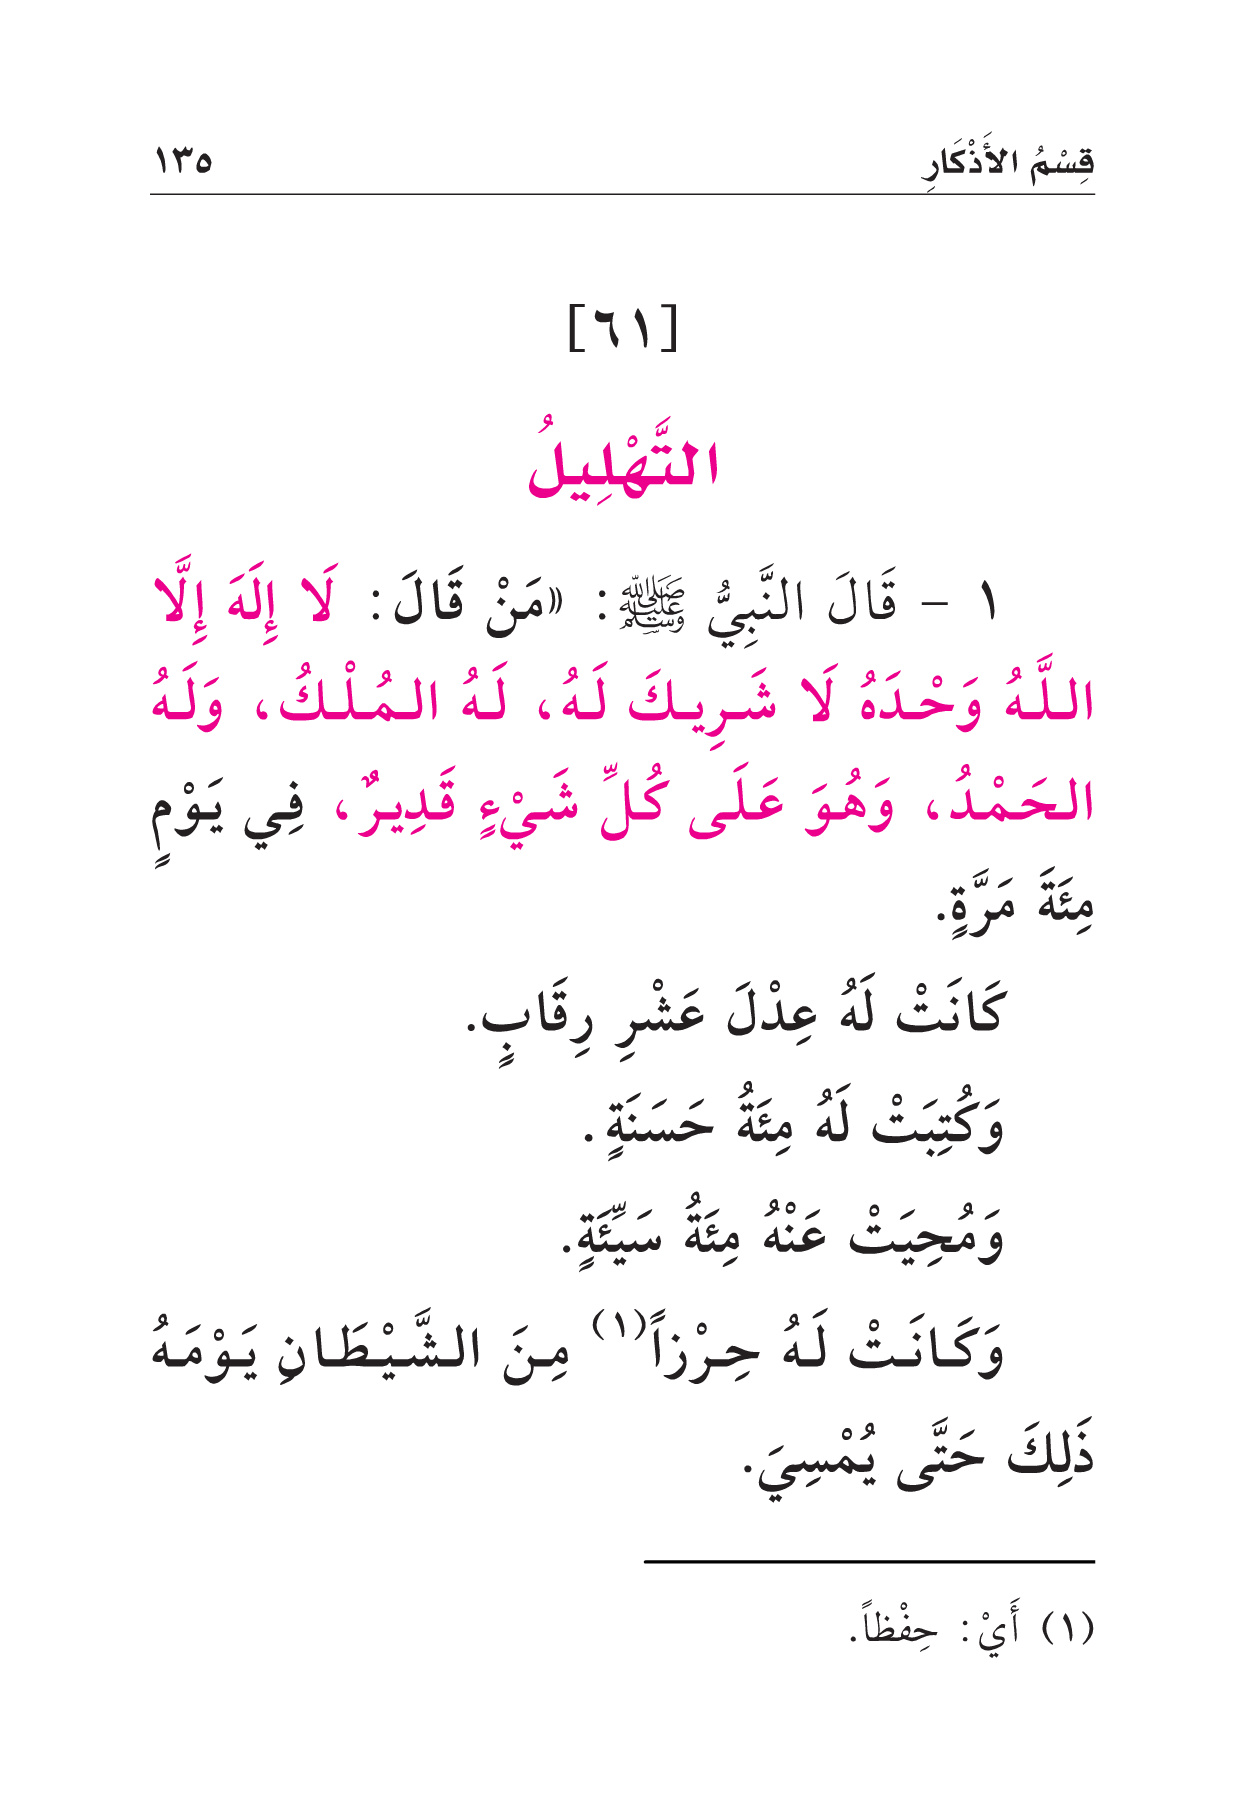 قِسْمُ الأَذْكَارِ ١٣٥
[٦١]
التَّهْلِيلُ
١ – قَالَ النَّبِيُّ ﷺ: «مَنْ قَالَ: لَا إِلَهَ إِلَّا
اللَّهُ وَحْدَهُ لَا شَرِيكَ لَهُ، لَهُ المُلْكُ، وَلَهُ
الحَمْدُ، وَهُوَ عَلَى كُلِّ شَيْءٍ قَدِيرٌ، فِي يَوْمٍ
مِئَةَ مَرَّةٍ.
كَانَتْ لَهُ عِدْلَ عَشْرِ رِقَابٍ.
وَكُتِبَتْ لَهُ مِئَةُ حَسَنَةٍ.
وَمُحِيَتْ عَنْهُ مِئَةُ سَيِّئَةٍ.
وَكَانَتْ لَهُ حِرْزاً(١) مِنَ الشَّيْطَانِ يَوْمَهُ
ذَلِكَ حَتَّى يُمْسِيَ.
(١) أَيْ: حِفْظاً.